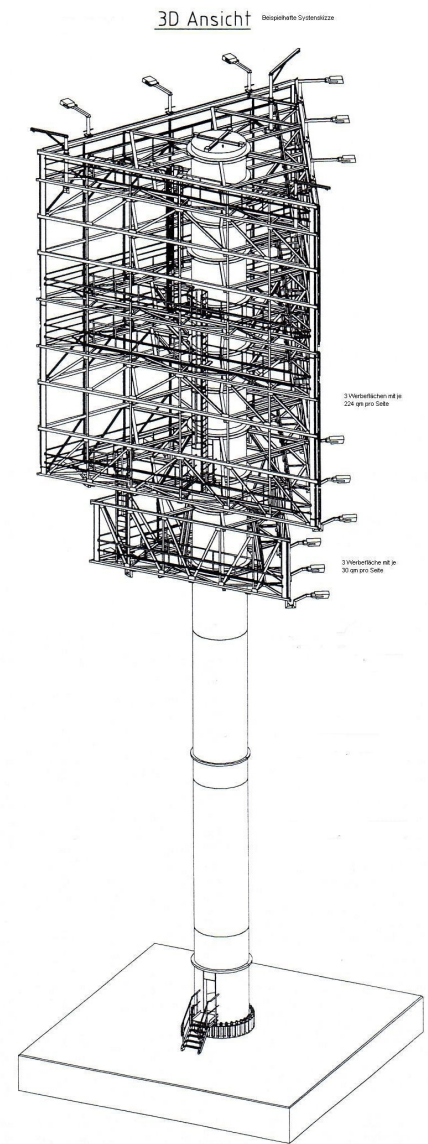 3D Ansicht
Beispielhafte Systemskizze
3 Werbeflächen mit je
224 qm pro Seite
3 Werbefläche mit je
30 qm pro Seite